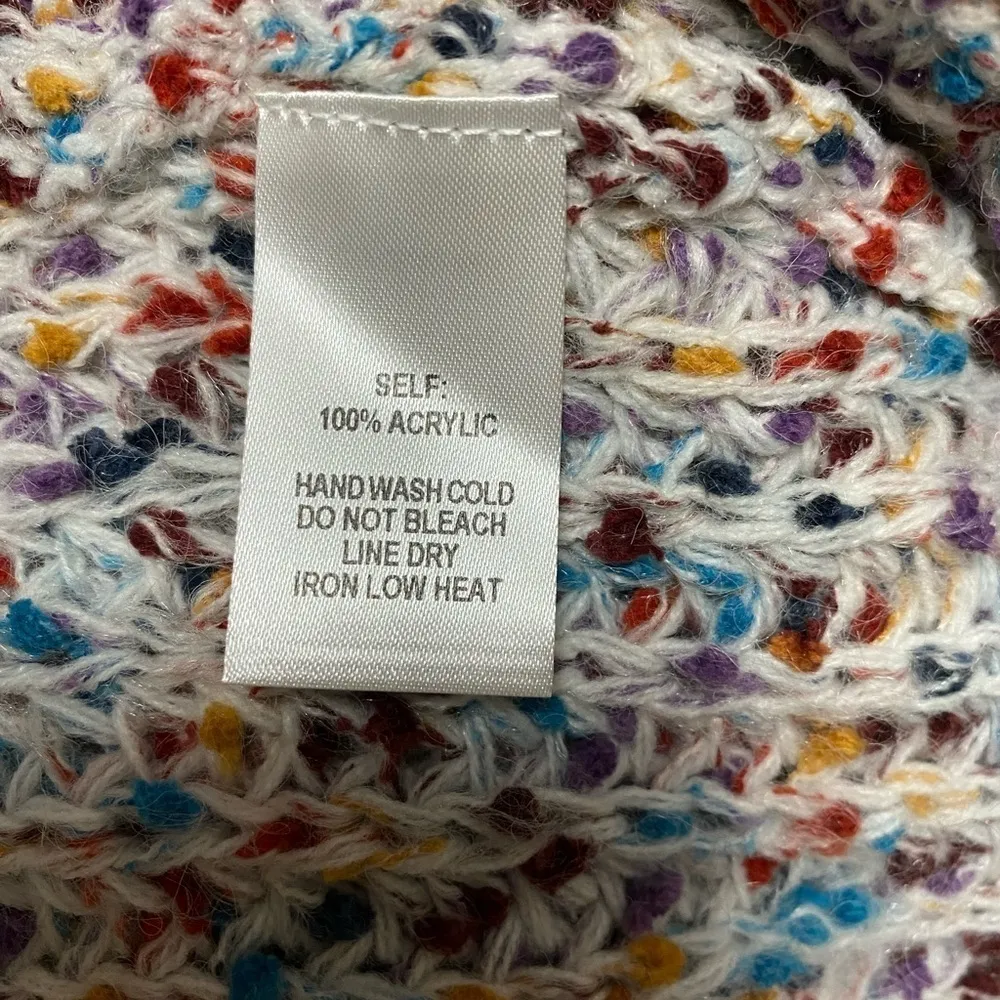 SELF:
100% ACRYLIC
HAND WASH COLD
DO NOT BLEACH
LINE DRY
IRON LOW HEAT